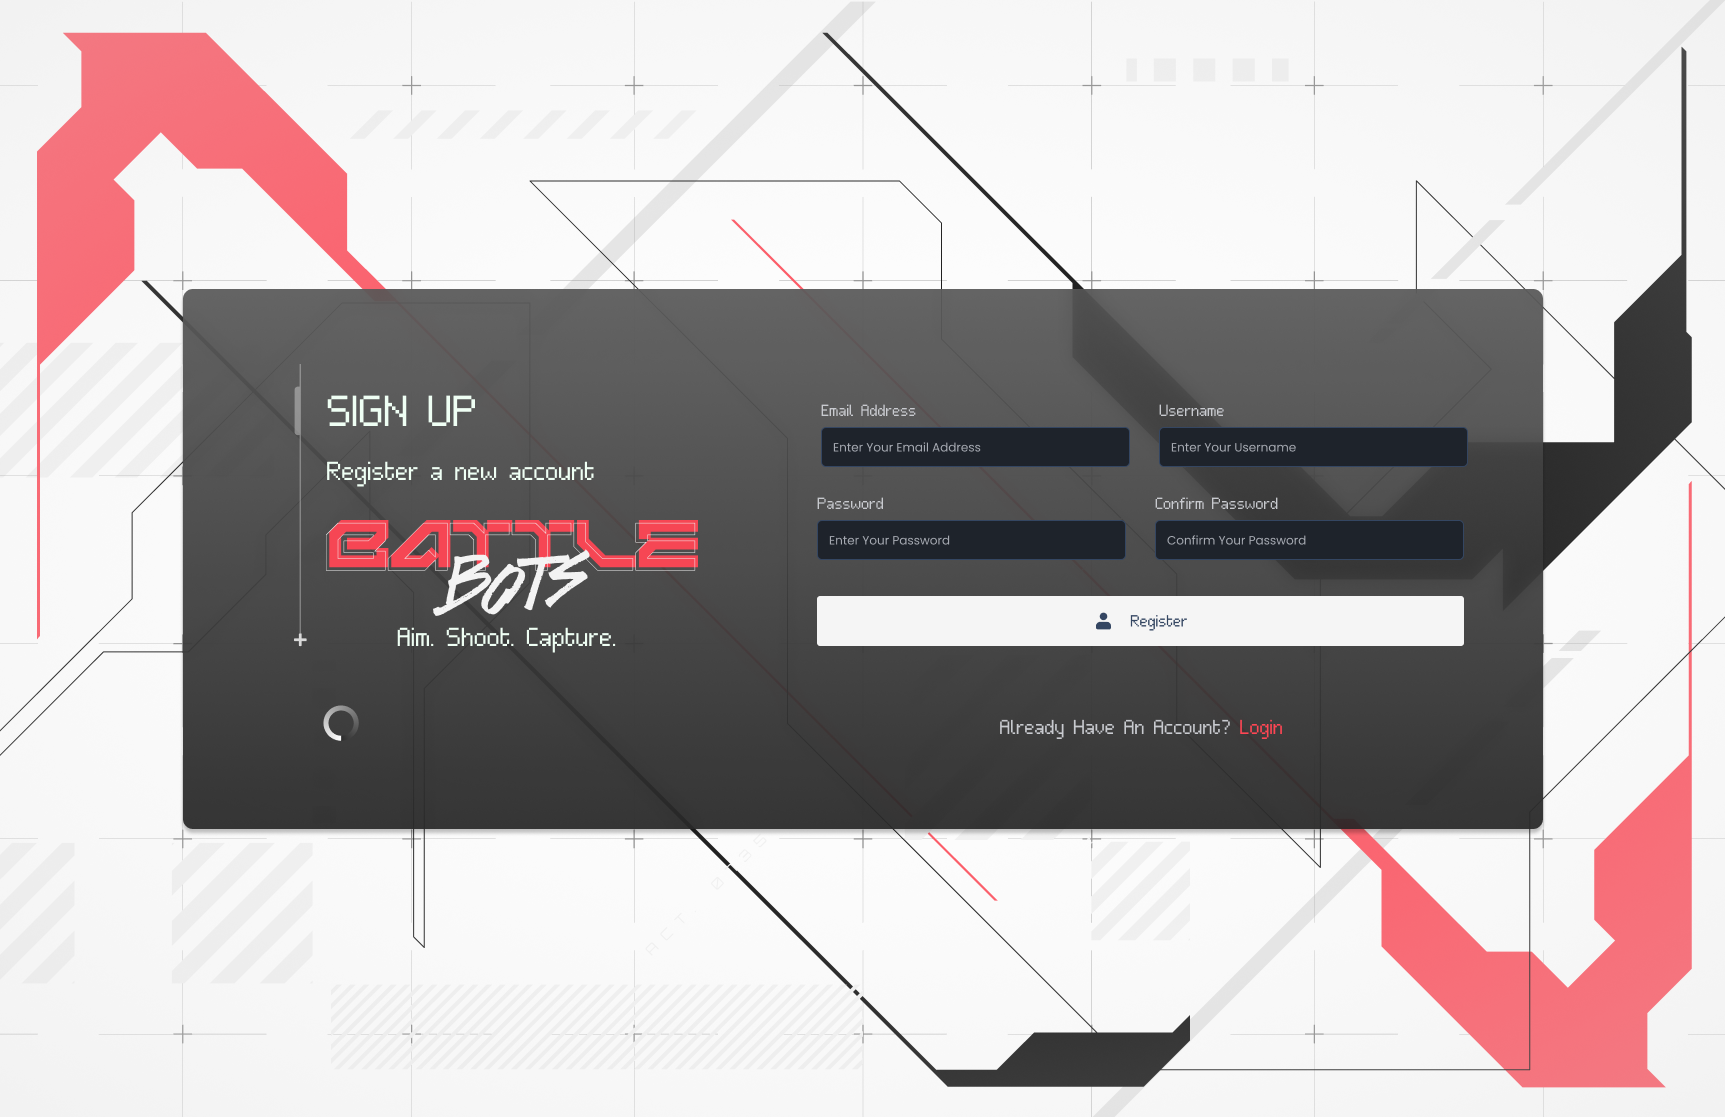 SIGN UP
Register a new account
BATTLE
BOTS
Aim. Shoot. Capture.
Email Address
Username
Enter Your Email Address
Enter Your Username
Password
Confirm Password
Enter Your Password
Confirm Your Password
Register
Already Have An Account? Login